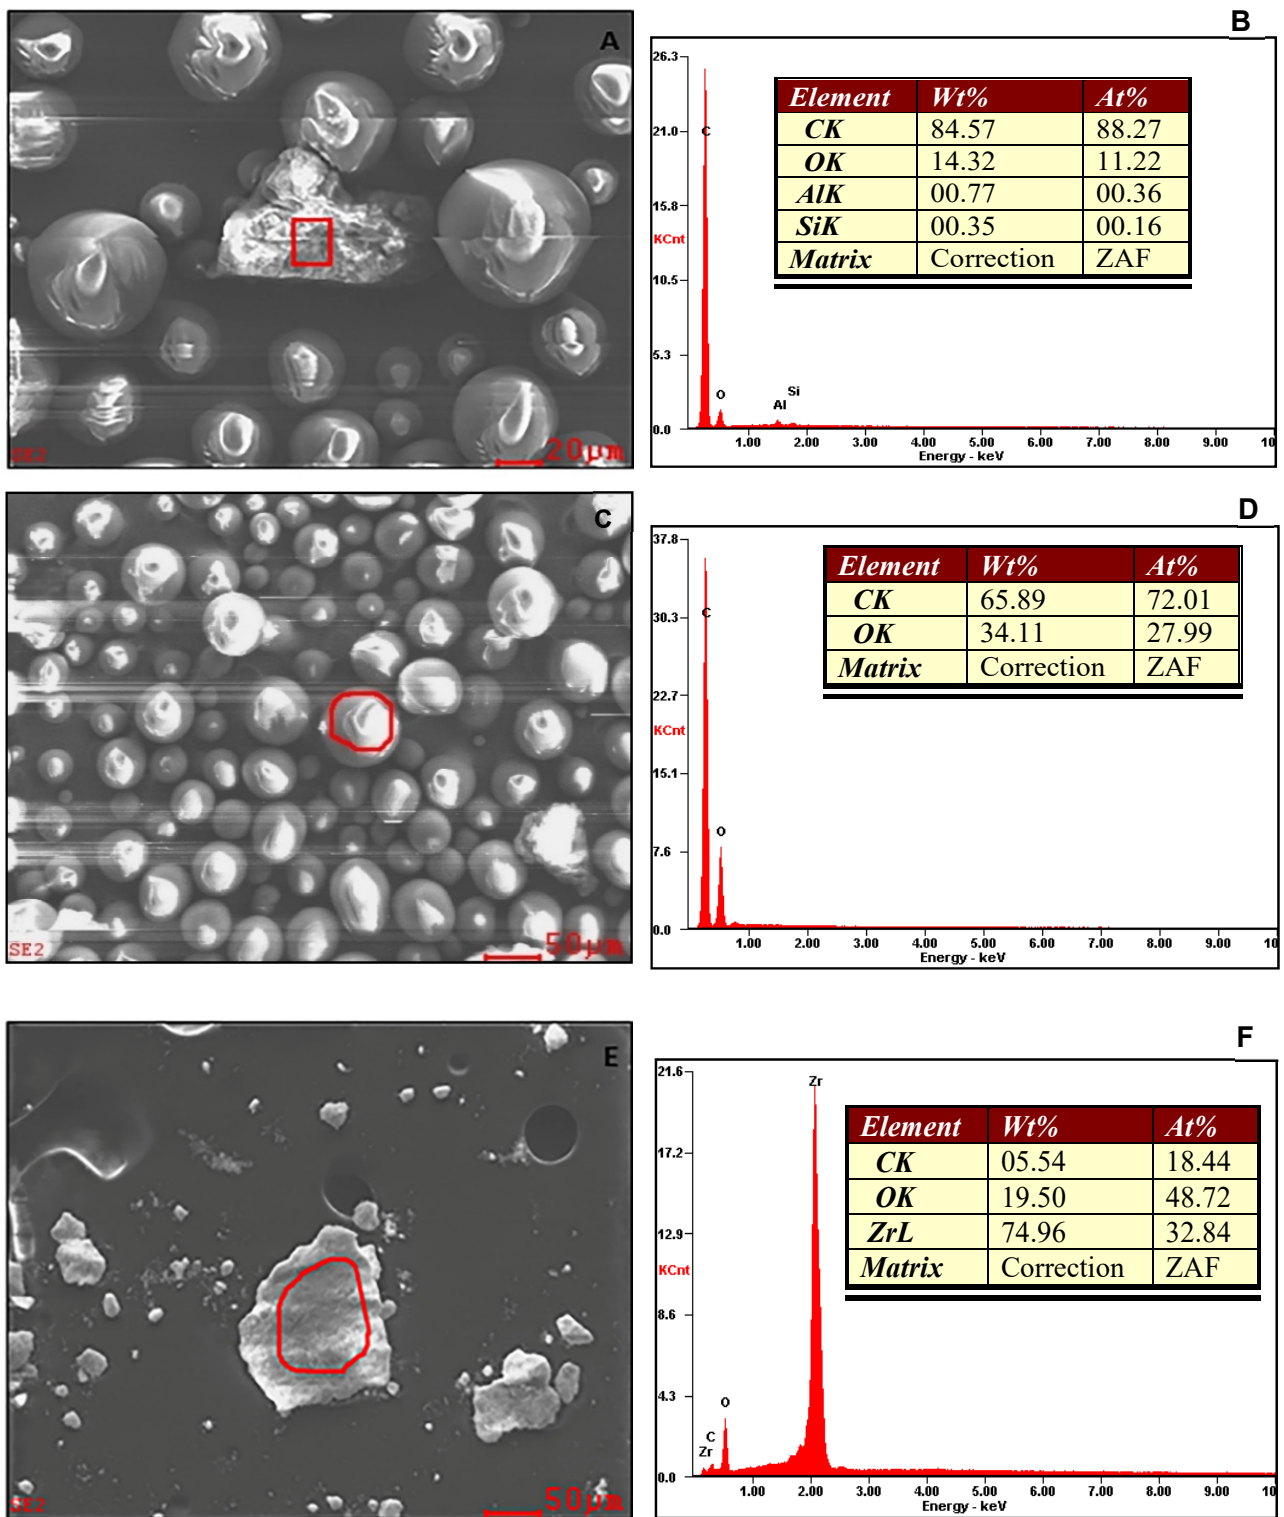 A
SE2
20µm
B
26.3
21.0
15.8
KCnt
10.5
5.3
0.0
C
O
Al
Si
1.00 2.00 3.00 4.00 5.00 6.00 7.00 8.00 9.00 10
Energy - keV
Element Wt% At%
CK 84.57 88.27
OK 14.32 11.22
AlK 00.77 00.36
SiK 00.35 00.16
Matrix Correction ZAF
C
SE2
50µm
D
37.8
30.3
22.7
KCnt
15.1
7.6
0.0
C
O
1.00 2.00 3.00 4.00 5.00 6.00 7.00 8.00 9.00 10
Energy - keV
Element Wt% At%
CK 65.89 72.01
OK 34.11 27.99
Matrix Correction ZAF
E
SE2
50µm
F
21.6
17.2
12.9
KCnt
8.6
4.3
0.0
Zr
O
C
Zr
1.00 2.00 3.00 4.00 5.00 6.00 7.00 8.00 9.00 10
Energy - keV
Element Wt% At%
CK 05.54 18.44
OK 19.50 48.72
ZrL 74.96 32.84
Matrix Correction ZAF